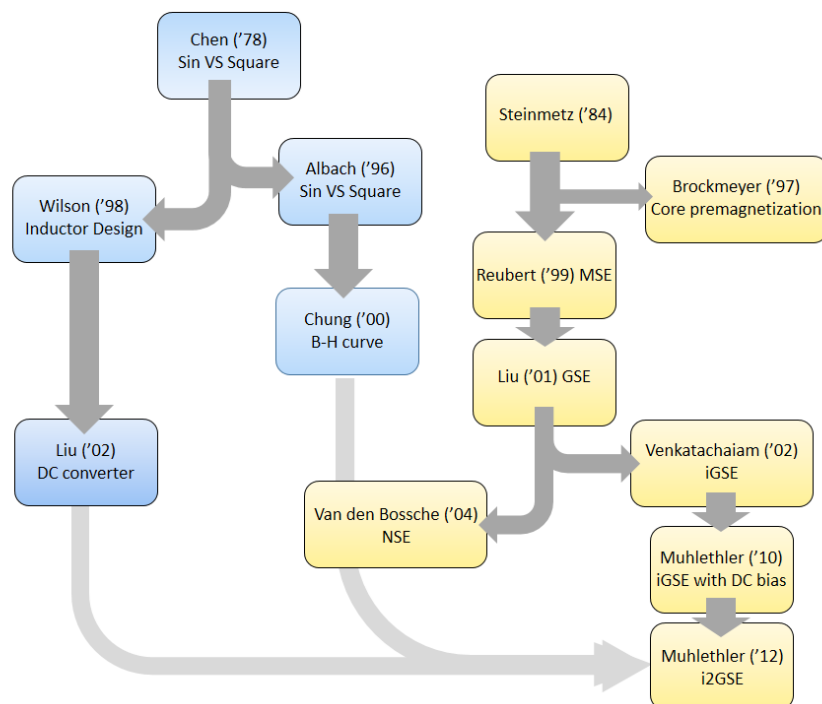 Chen ('78)
Sin VS Square
Steinmetz ('84)
Albach ('96)
Sin VS Square
Brockmeyer ('97)
Core premagnetization
Wilson ('98)
Inductor Design
Reubert ('99) MSE
Chung ('00)
B-H curve
Liu ('01) GSE
Liu ('02)
DC converter
Venkatachaiam ('02)
iGSE
Van den Bossche ('04)
NSE
Muhlethler ('10)
iGSE with DC bias
Muhlethler ('12)
i2GSE